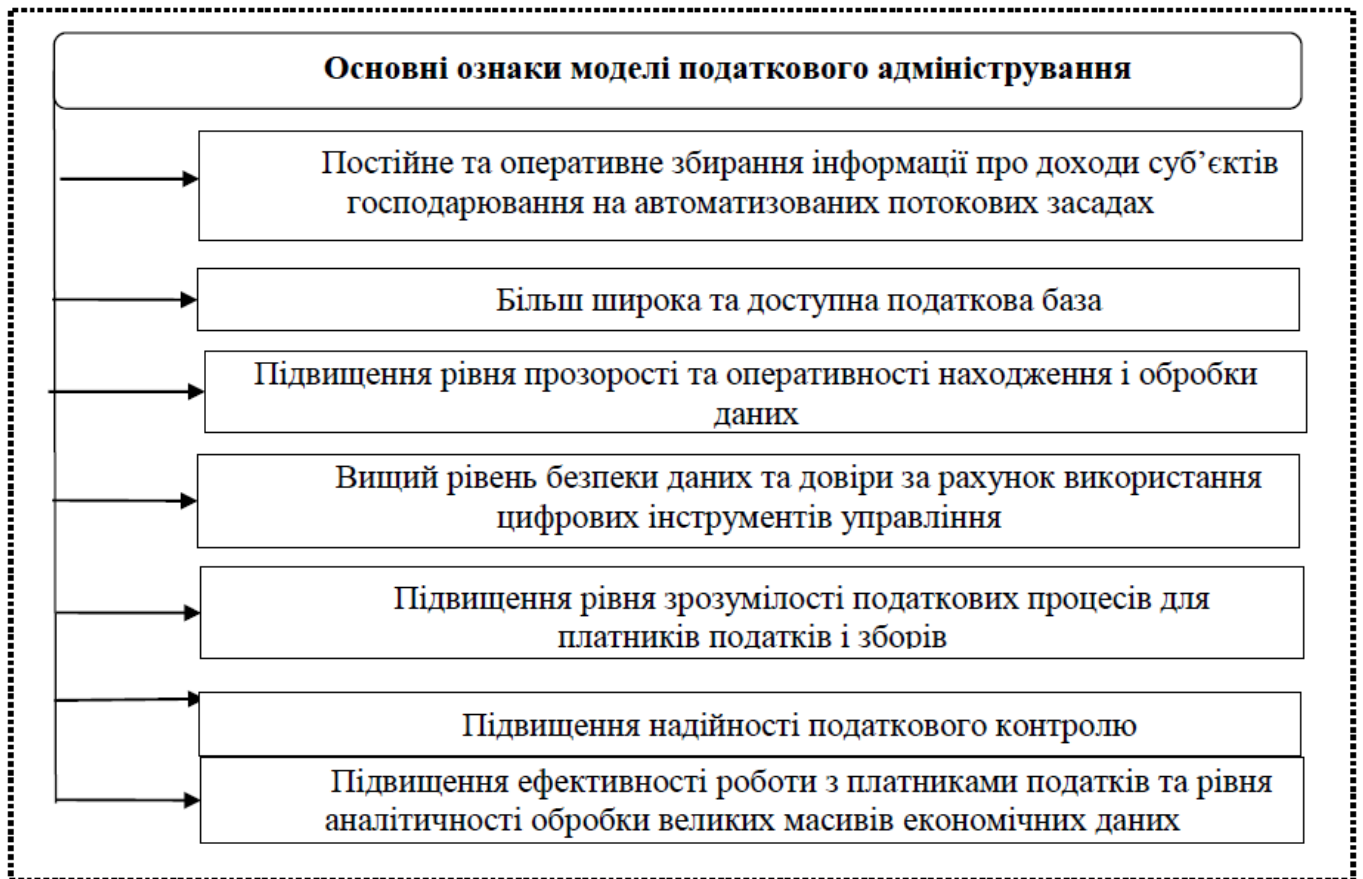 Основні ознаки моделі податкового адміністрування
Постійне та оперативне збирання інформації про доходи суб’єктів
господарювання на автоматизованих потокових засадах
Більш широка та доступна податкова база
Підвищення рівня прозорості та оперативності находження і обробки
даних
Вищий рівень безпеки даних та довіри за рахунок використання
цифрових інструментів управління
Підвищення рівня зрозумілості податкових процесів для
платників податків і зборів
Підвищення надійності податкового контролю
Підвищення ефективності роботи з платниками податків та рівня
аналітичності обробки великих масивів економічних даних